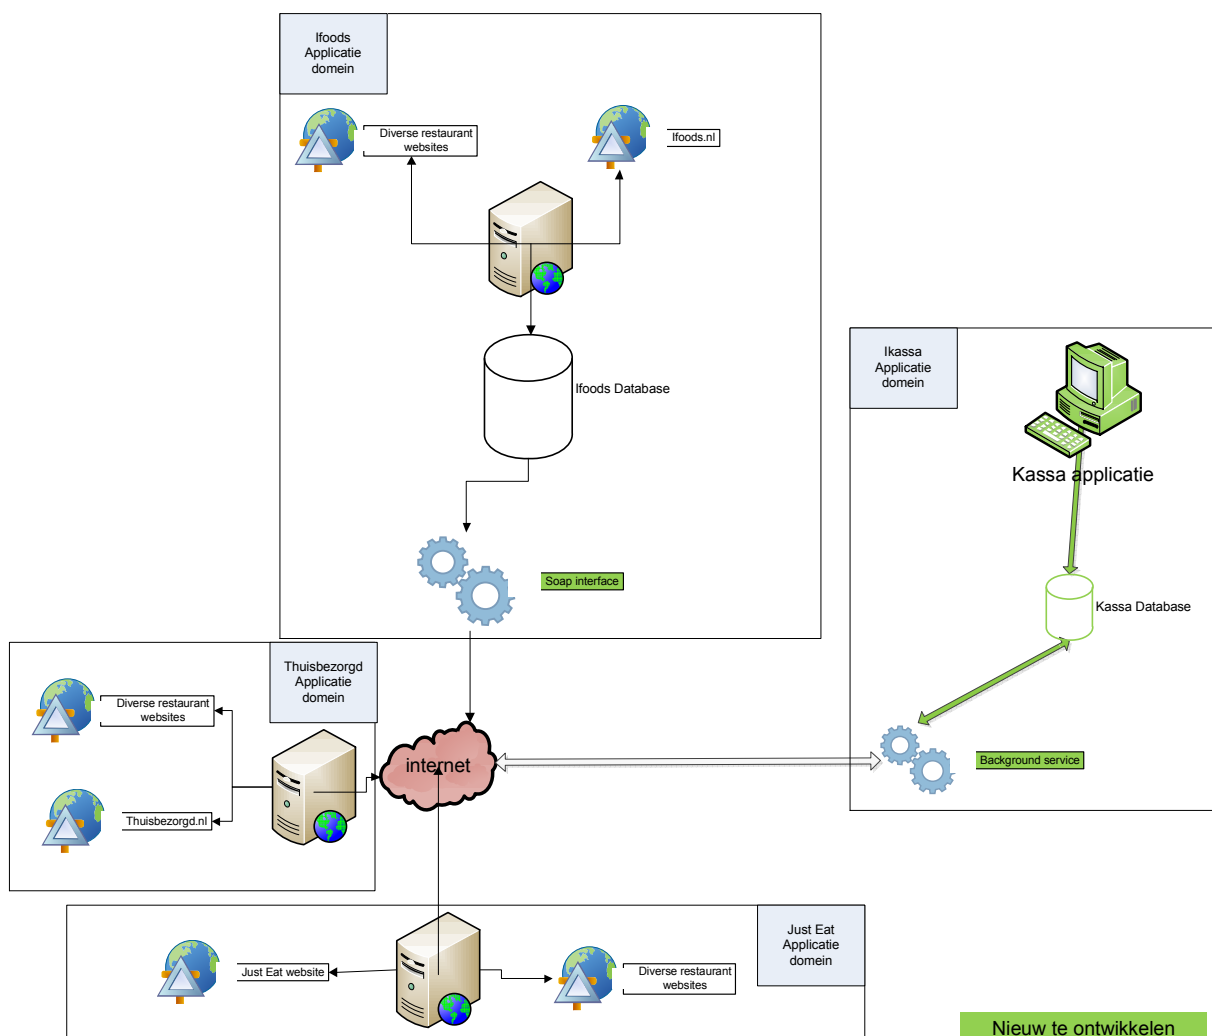 Ifoods
Applicatie
domein
Diverse restaurant
websites
Ifoods.nl
Ifoods Database
Soap interface
Ikassa
Applicatie
domein
Kassa applicatie
Kassa Database
Background service
Thuisbezorgd
Applicatie
domein
Diverse restaurant
websites
Thuisbezorgd.nl
internet
Just Eat
Applicatie
domein
Just Eat website
Diverse restaurant
websites
Nieuw te ontwikkelen